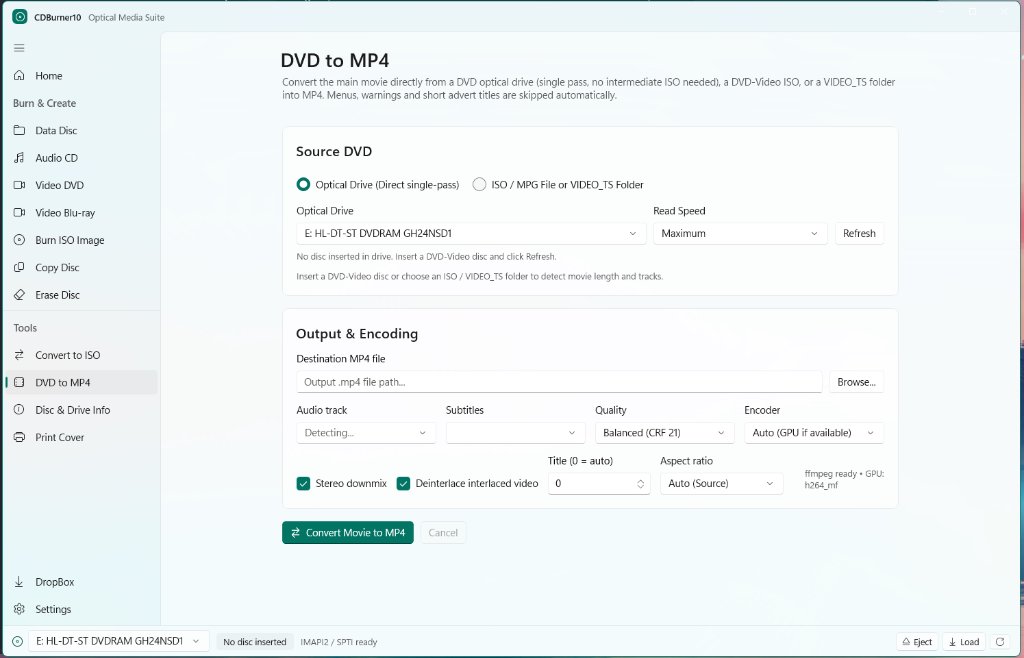 CDBurner10 Optical Media Suite
Home
Burn & Create
Data Disc
Audio CD
Video DVD
Video Blu-ray
Burn ISO Image
Copy Disc
Erase Disc
Tools
Convert to ISO
DVD to MP4
Disc & Drive Info
Print Cover
DropBox
Settings
DVD to MP4
Convert the main movie directly from a DVD optical drive (single pass, no intermediate ISO needed), a DVD-Video ISO, or a VIDEO_TS folder
into MP4. Menus, warnings and short advert titles are skipped automatically.
Source DVD
Optical Drive (Direct single-pass) ISO / MPG File or VIDEO_TS Folder
Optical Drive Read Speed
E: HL-DT-ST DVDRAM GH24NSD1 Maximum Refresh
No disc inserted in drive. Insert a DVD-Video disc and click Refresh.
Insert a DVD-Video disc or choose an ISO / VIDEO_TS folder to detect movie length and tracks.
Output & Encoding
Destination MP4 file
Output .mp4 file path... Browse...
Audio track Subtitles Quality Encoder
Detecting... Balanced (CRF 21) Auto (GPU if available)
Title (0 = auto) Aspect ratio
Stereo downmix Deinterlace interlaced video 0 Auto (Source)
ffmpeg ready • GPU:
h264_mf
Convert Movie to MP4 Cancel
E: HL-DT-ST DVDRAM GH24NSD1 No disc inserted IMAPI2 / SPTI ready Eject Load